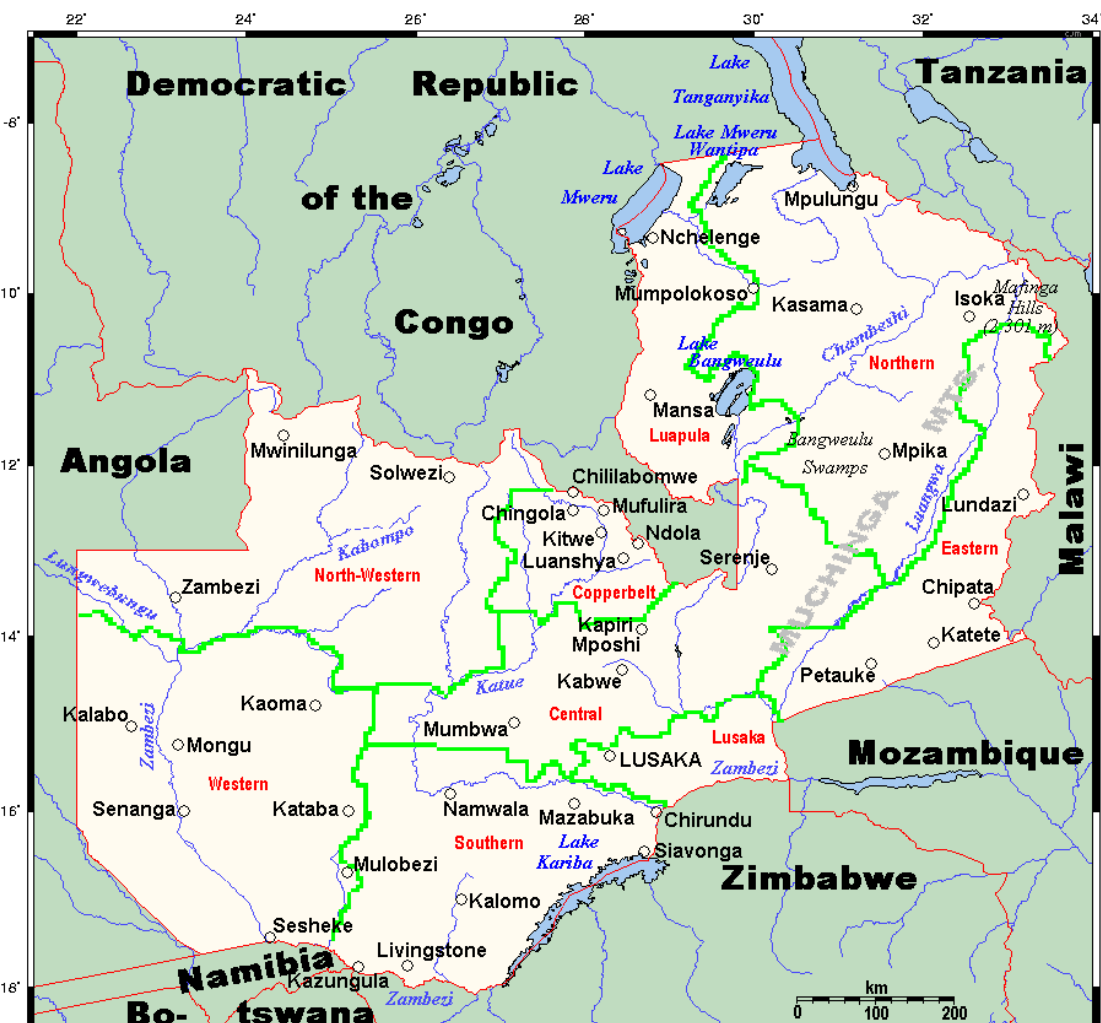 22˚ 24˚ 26˚ 28˚ 30˚ 32˚ 34˚
Democratic Republic Tanzania
Lake
Tanganyika
-8˚
Lake Mweru
Wantipa
Lake
Mweru
of the
Mpulungu
Nchelenge
10˚
Mumpolokoso
Kasama
Isoka
Mafinga
Hills
(2,301 m)
Congo
Chambeshi
Lake
Bangweulu
Northern
Mansa
Luapula
MTS.
Bangweulu
Swamps
Mpika
Mwinilunga
12˚
Angola
Solwezi
Chililabomwe
Chingola
Mufulira
Luangwa
Lundazi
Malawi
Kitwe
Ndola
Luanshya
MUCHINGA
Eastern
Kabompo
Serenje
Lungwebungu
North-Western
Zambezi
Copperbelt
Chipata
14˚
Kapiri
Mposhi
Katete
Kabwe
Petauke
Katue
Kaoma
Kalabo
Central
Mumbwa
Zambezi
Mongu
Lusaka
LUSAKA
Mozambique
Zambezi
Western
16˚
Senanga
Kataba
Namwala
Mazabuka
Chirundu
Southern
Lake
Kariba
Siavonga
Mulobezi
Zimbabwe
Kalomo
Sesheke
Livingstone
Namibia
Kazungula
18˚
Zambezi
km
0 100 200
Bo- tswana